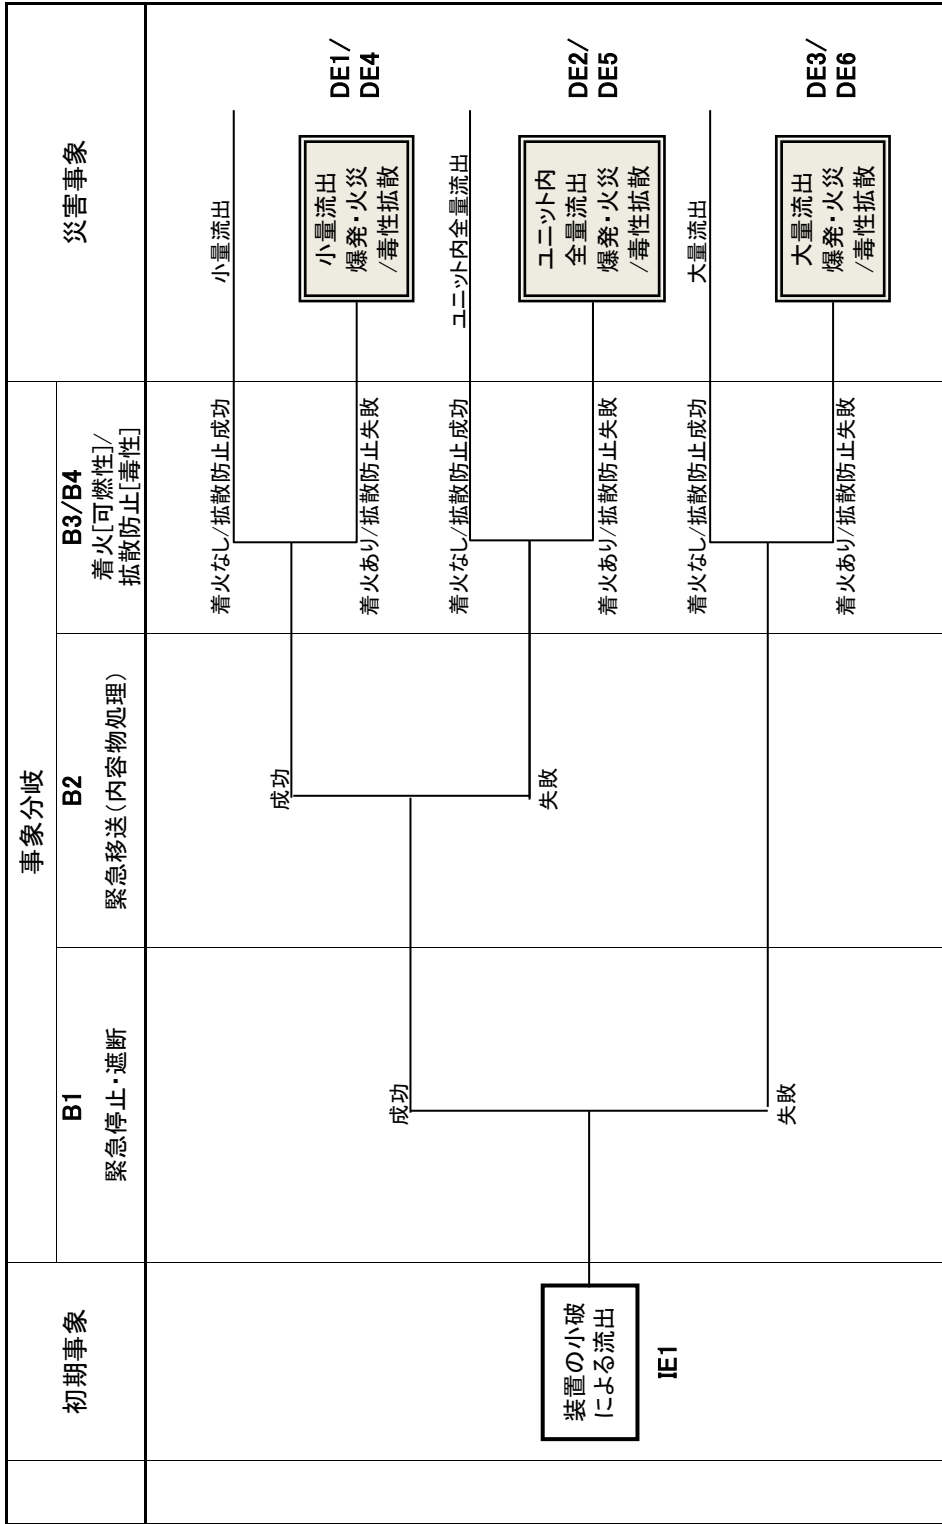 初期事象
事象分岐
災害事象
B1
緊急停止・遮断
B2
緊急移送(内容物処理)
B3/B4
着火[可燃性]/
拡散防止[毒性]
装置の小破
による流出
IE1
成功
失敗
成功
失敗
着火なし/拡散防止成功
小量流出
着火あり/拡散防止失敗
小量流出
爆発・火災
/毒性拡散
DE1/
DE4
着火なし/拡散防止成功
ユニット内全量流出
着火あり/拡散防止失敗
ユニット内
全量流出
爆発・火災
/毒性拡散
DE2/
DE5
着火なし/拡散防止成功
大量流出
着火あり/拡散防止失敗
大量流出
爆発・火災
/毒性拡散
DE3/
DE6